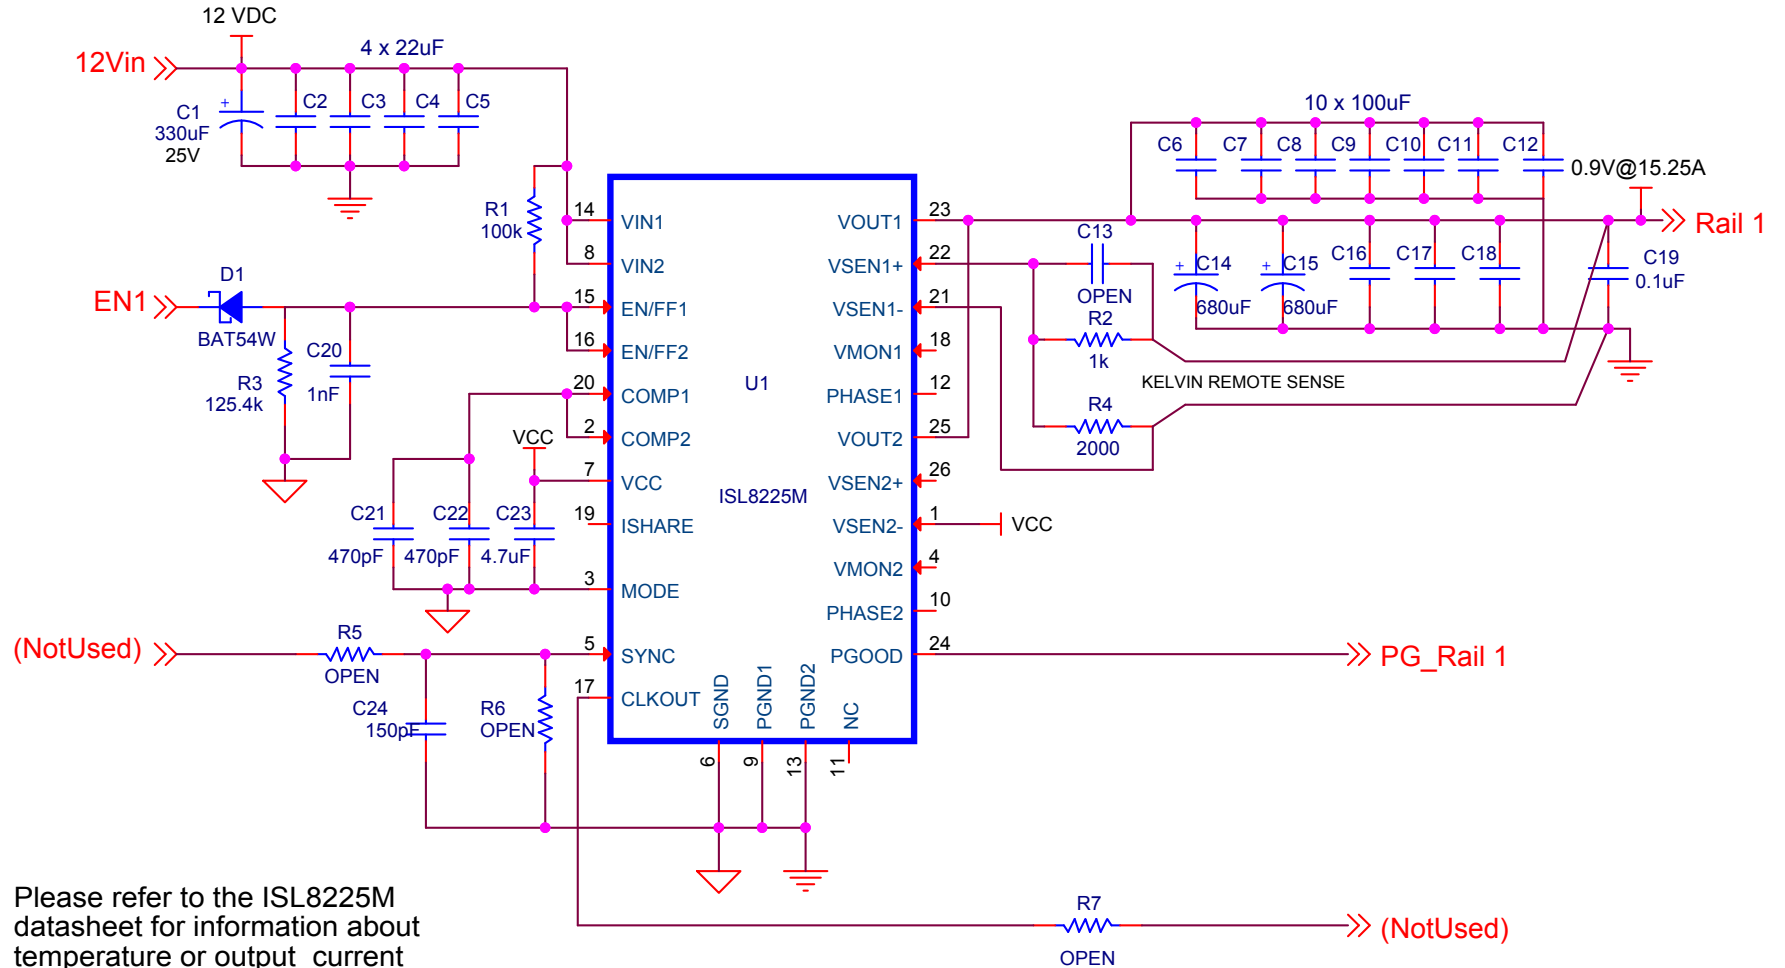 12 VDC
12Vin
4 x 22uF
C1
330uF
25V
C2
C3
C4
C5
R1
100k
EN1
D1
BAT54W
R3
125.4k
C20
1nF
VCC
C21
470pF
C22
470pF
C23
4.7uF
(NotUsed)
R5
OPEN
C24
150pF
R6
OPEN
14
8
15
16
20
2
7
19
3
5
17
VIN1
VIN2
EN/FF1
EN/FF2
COMP1
COMP2
VCC
ISHARE
MODE
SYNC
CLKOUT
U1
ISL8225M
VOUT1
VSEN1+
VSEN1-
VMON1
PHASE1
VOUT2
VSEN2+
VSEN2-
VMON2
PHASE2
PGOOD
SGND
PGND1
PGND2
NC
6
9
13
11
23
22
21
18
12
25
26
1
4
10
24
VCC
10 x 100uF
C6
C7
C8
C9
C10
C11
C12
0.9V@15.25A
Rail 1
C13
OPEN
R2
1k
KELVIN REMOTE SENSE
R4
2000
+
C14
680uF
+
C15
680uF
C16
C17
C18
C19
0.1uF
+
PG_Rail 1
R7
OPEN
(NotUsed)
Please refer to the ISL8225M
datasheet for information about
temperature or output current